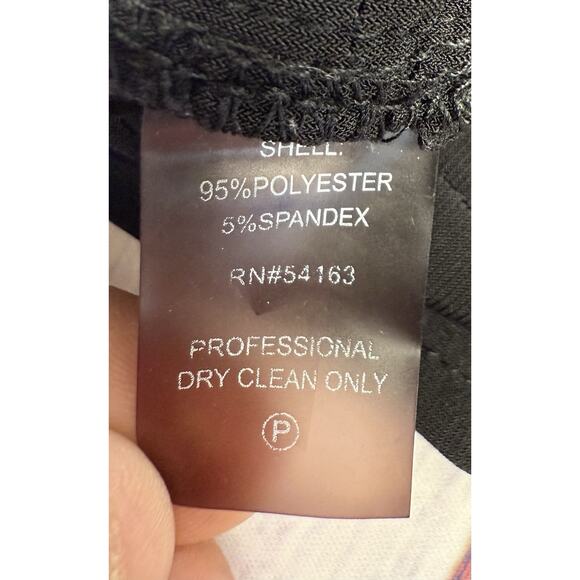 SHELL:
95%POLYESTER
5%SPANDEX
RN#54163
PROFESSIONAL
DRY CLEAN ONLY
P